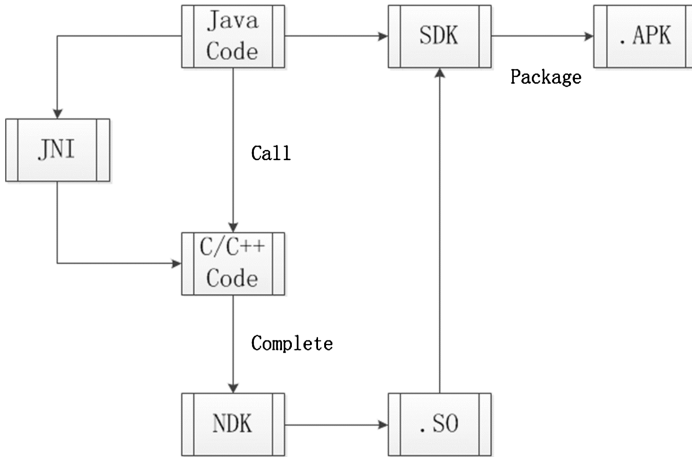 Java
Code
SDK
.APK
Package
JNI
Call
C/C++
Code
Complete
NDK
.SO